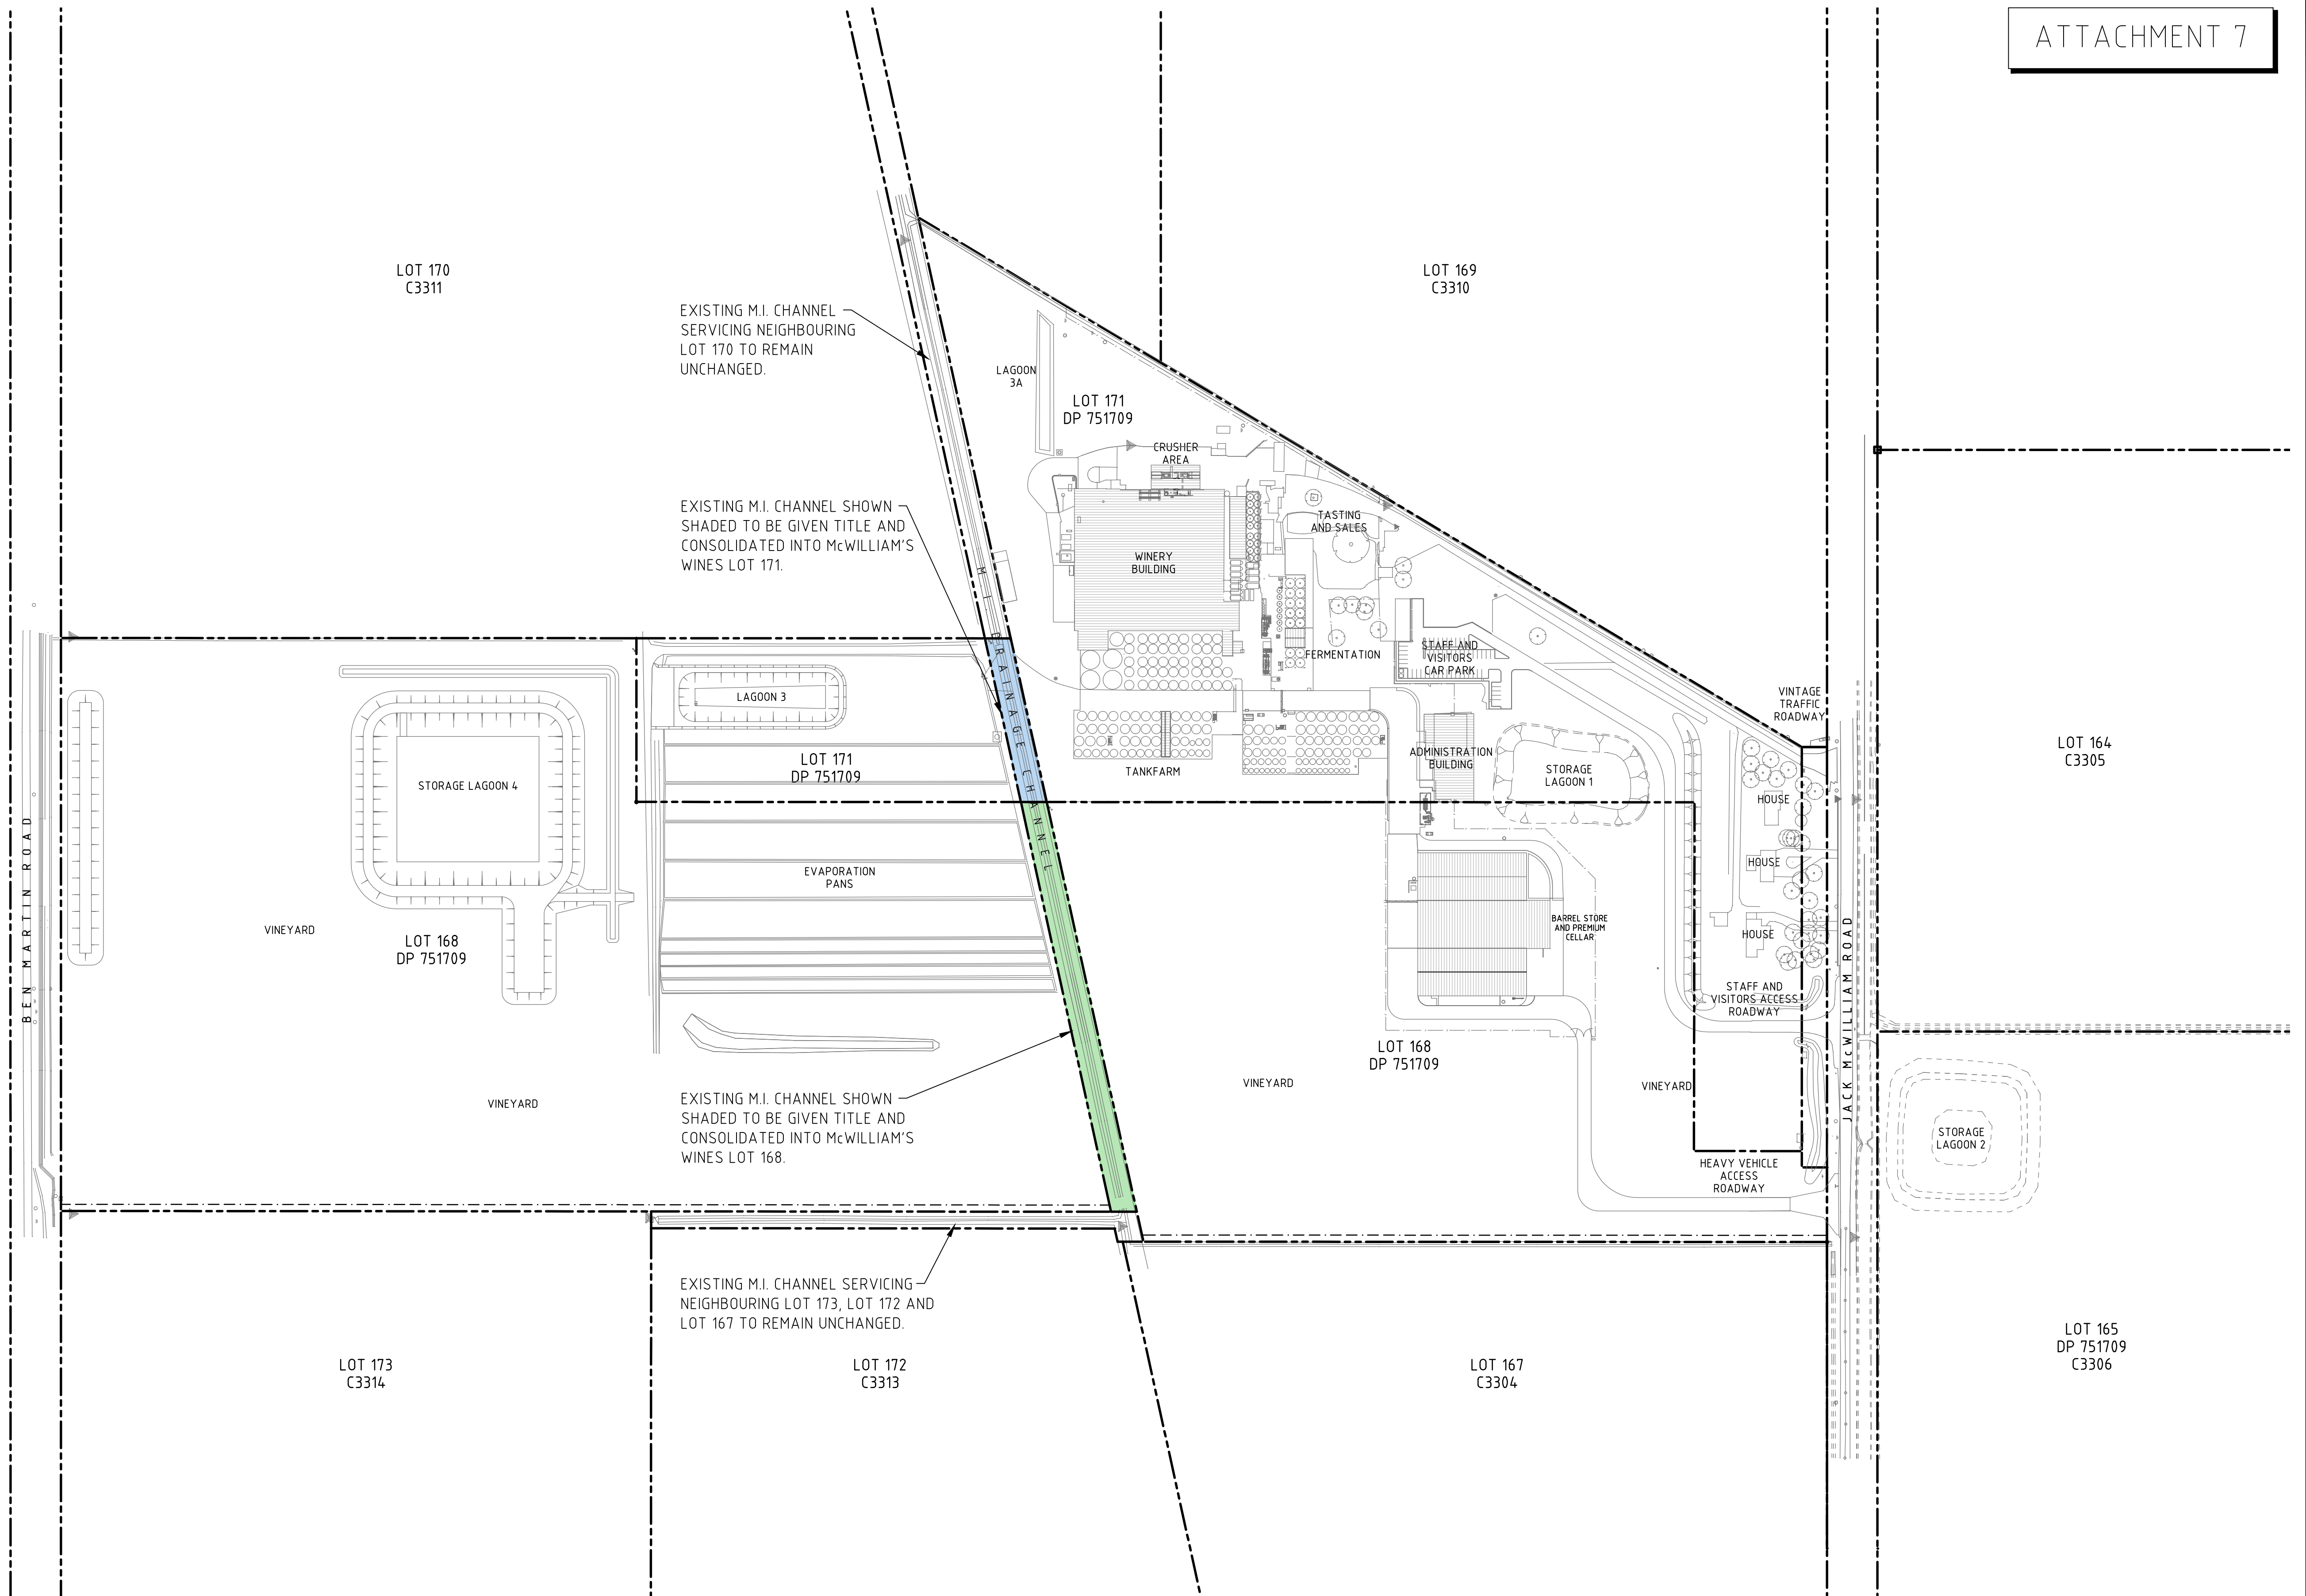 ATTACHMENT 7
LOT 170
C3311
LOT 169
C3310
EXISTING M.I. CHANNEL
SERVICING NEIGHBOURING
LOT 170 TO REMAIN
UNCHANGED.
LAGOON
3A
LOT 171
DP 751709
CRUSHER
AREA
EXISTING M.I. CHANNEL SHOWN
SHADED TO BE GIVEN TITLE AND
CONSOLIDATED INTO McWILLIAM'S
WINES LOT 171.
TASTING
AND SALES
WINERY
BUILDING
MI DRAINAGE CHANNEL
FERMENTATION
STAFF AND
VISITORS
CAR PARK
LAGOON 3
VINTAGE
TRAFFIC
ROADWAY
LOT 164
C3305
LOT 171
DP 751709
TANKFARM
ADMINISTRATION
BUILDING
STORAGE
LAGOON 1
STORAGE LAGOON 4
HOUSE
HOUSE
EVAPORATION
PANS
BEN MARTIN ROAD
VINEYARD
LOT 168
DP 751709
BARREL STORE
AND PREMIUM
CELLAR
HOUSE
JACK McWILLIAM ROAD
STAFF AND
VISITORS ACCESS
ROADWAY
LOT 168
DP 751709
VINEYARD
VINEYARD
VINEYARD
EXISTING M.I. CHANNEL SHOWN
SHADED TO BE GIVEN TITLE AND
CONSOLIDATED INTO McWILLIAM'S
WINES LOT 168.
STORAGE
LAGOON 2
HEAVY VEHICLE
ACCESS
ROADWAY
EXISTING M.I. CHANNEL SERVICING
NEIGHBOURING LOT 173, LOT 172 AND
LOT 167 TO REMAIN UNCHANGED.
LOT 173
C3314
LOT 172
C3313
LOT 167
C3304
LOT 165
DP 751709
C3306